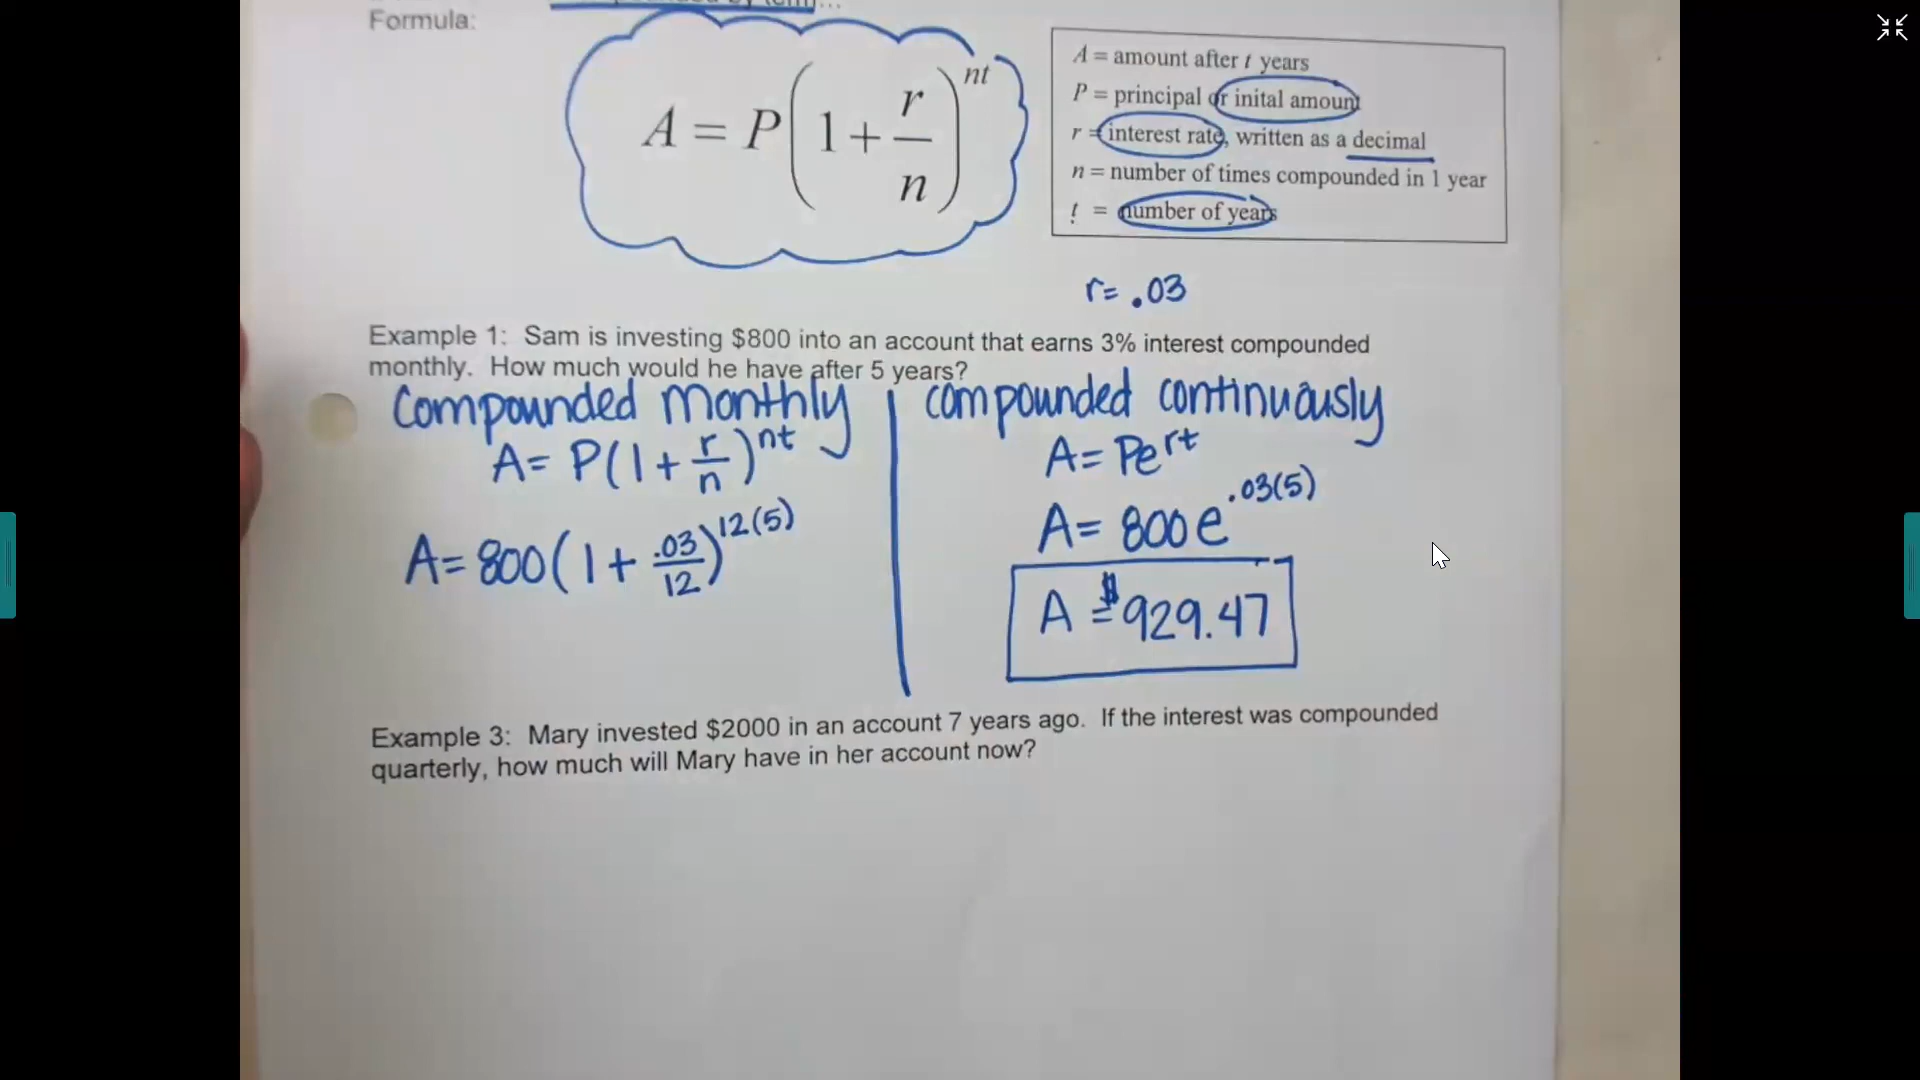 Formula:
A = P(1 + r/n)^nt
A = amount after t years
P = principal or inital amount
r = interest rate, written as a decimal
n = number of times compounded in 1 year
t = number of years
r = .03
Example 1: Sam is investing $800 into an account that earns 3% interest compounded
monthly. How much would he have after 5 years?
Compounded monthly
A = P(1 + r/n)^nt
A = 800(1 + .03/12)^12(5)
compounded continuously
A = Pe^rt
A = 800e^.03(5)
A = $929.47
Example 3: Mary invested $2000 in an account 7 years ago. If the interest was compounded
quarterly, how much will Mary have in her account now?